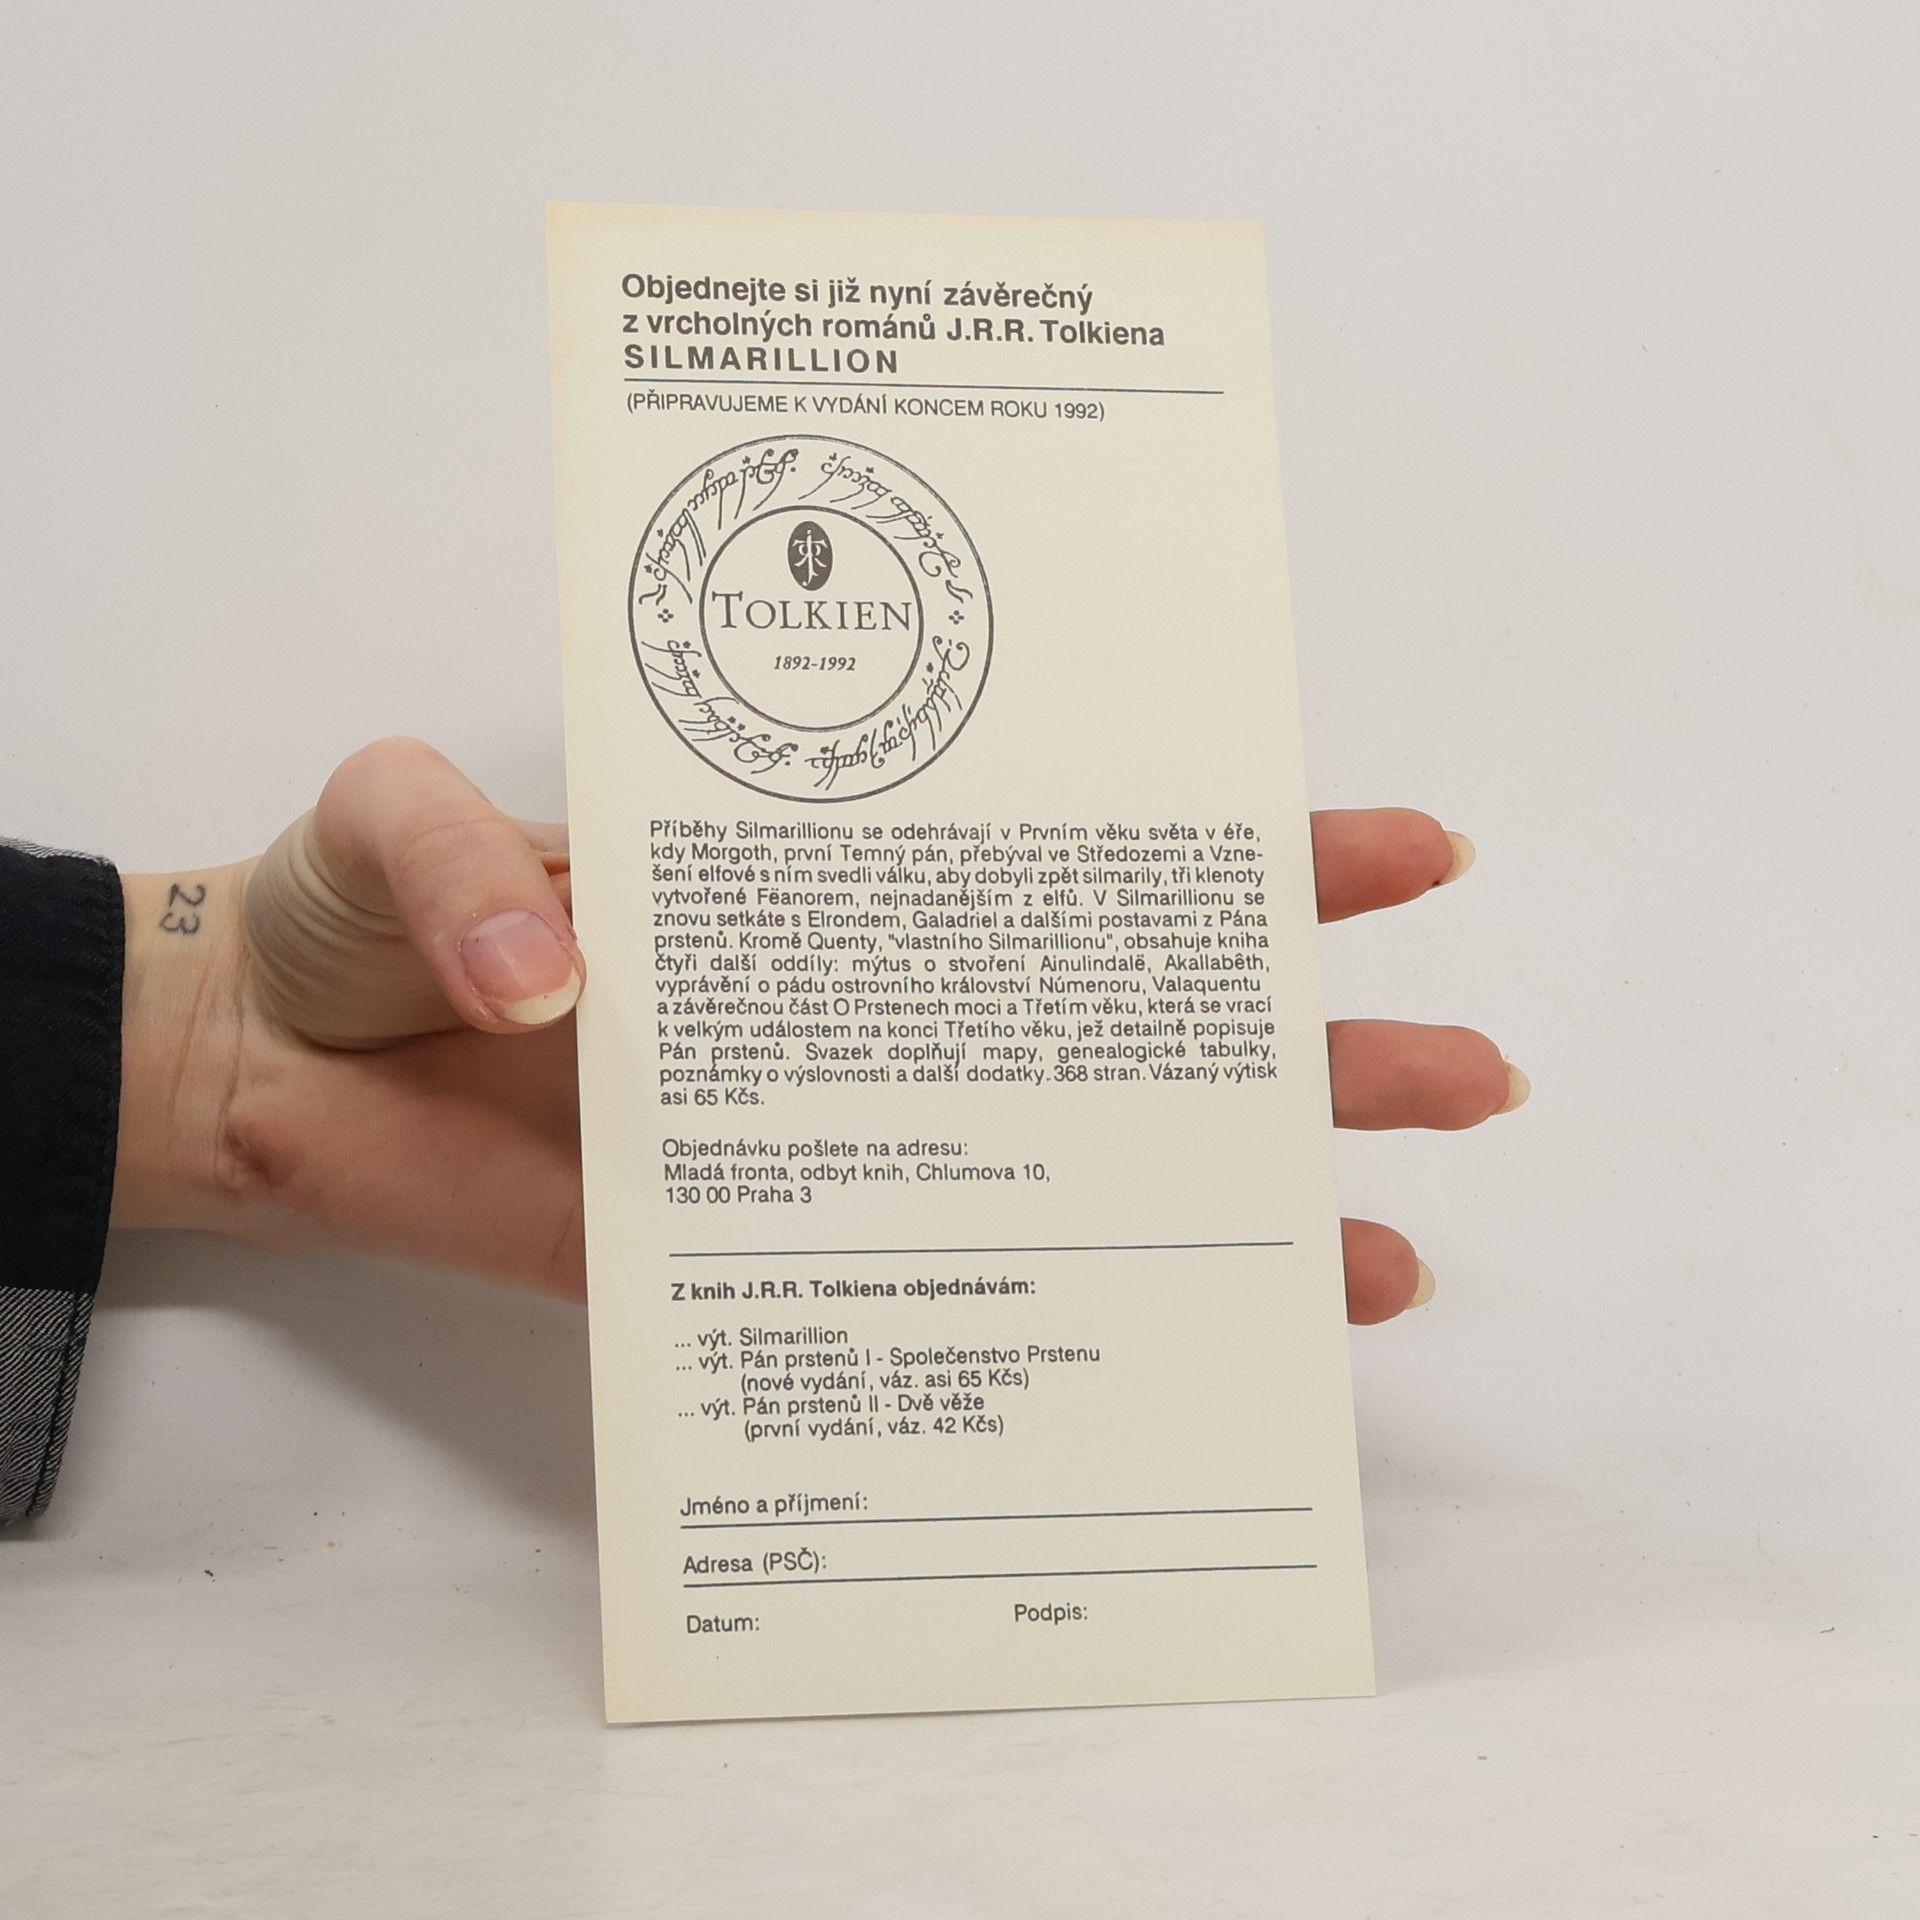 Objednejte si již nyní závěrečný
z vrcholných románů J.R.R. Tolkiena
SILMARILLION
(PŘIPRAVUJEME K VYDÁNÍ KONCEM ROKU 1992)
TOLKIEN
1892-1992
Příběhy Silmarillionu se odehrávají v Prvním věku světa v éře,
kdy Morgoth, první Temný pán, přebýval ve Středozemi a Vzne-
šení elfové s ním svedli válku, aby dobyli zpět silmarily, tři klenoty
vytvořené Fëanorem, nejnadanějším z elfů. V Silmarillionu se
znovu setkáte s Elrondem, Galadriel a dalšími postavami z Pána
prstenů. Kromě Quenty, "vlastního Silmarillionu", obsahuje kniha
čtyři další oddíly: mýtus o stvoření Ainulindalë, Akallabêth,
vyprávění o pádu ostrovního království Númenoru, Valaquentu
a závěrečnou část O Prstenech moci a Třetím věku, která se vrací
k velkým událostem na konci Třetího věku, jež detailně popisuje
Pán prstenů. Svazek doplňují mapy, genealogické tabulky,
poznámky o výslovnosti a další dodatky. 368 stran. Vázaný výtisk
asi 65 Kčs.
Objednávku pošlete na adresu:
Mladá fronta, odbyt knih, Chlumova 10,
130 00 Praha 3
Z knih J.R.R. Tolkiena objednávám:
... výt. Silmarillion
... výt. Pán prstenů I - Společenstvo Prstenu
(nové vydání, váz. asi 65 Kčs)
... výt. Pán prstenů II - Dvě věže
(první vydání, váz. 42 Kčs)
Jméno a příjmení:
Adresa (PSČ):
Datum: Podpis:
23